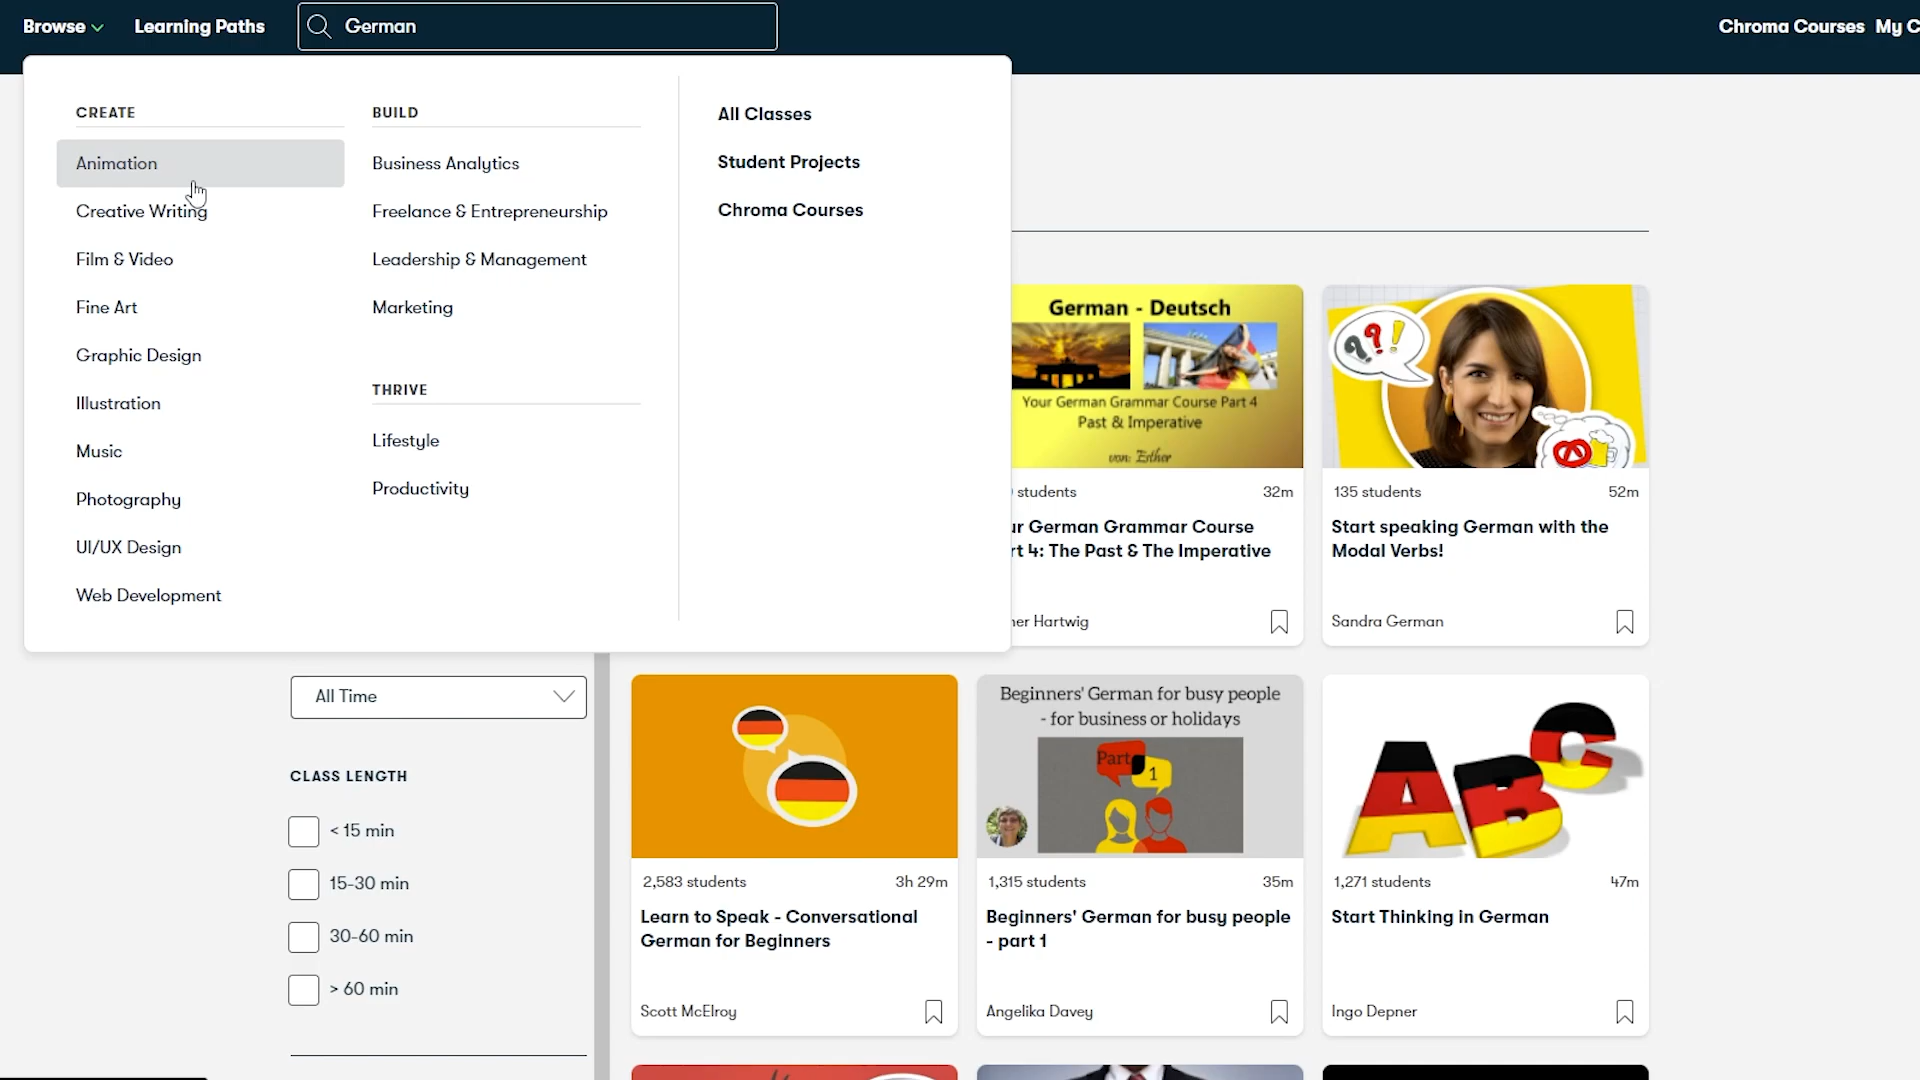 Browse
Learning Paths
German
Chroma Courses
My C
CREATE
Animation
Creative Writing
Film & Video
Fine Art
Graphic Design
Illustration
Music
Photography
UI/UX Design
Web Development
BUILD
Business Analytics
Freelance & Entrepreneurship
Leadership & Management
Marketing
THRIVE
Lifestyle
Productivity
All Classes
Student Projects
Chroma Courses
German - Deutsch
Your German Grammar Course Part 4
Past & Imperative
von: Esther
students
32m
ur German Grammar Course
rt 4: The Past & The Imperative
her Hartwig
? ? !
135 students
52m
Start speaking German with the
Modal Verbs!
Sandra German
All Time
CLASS LENGTH
< 15 min
15-30 min
30-60 min
> 60 min
2,583 students
3h 29m
Learn to Speak - Conversational
German for Beginners
Scott McElroy
Beginners' German for busy people
- for business or holidays
Part
1
1,315 students
35m
Beginners' German for busy people
- part 1
Angelika Davey
ABC
1,271 students
47m
Start Thinking in German
Ingo Depner